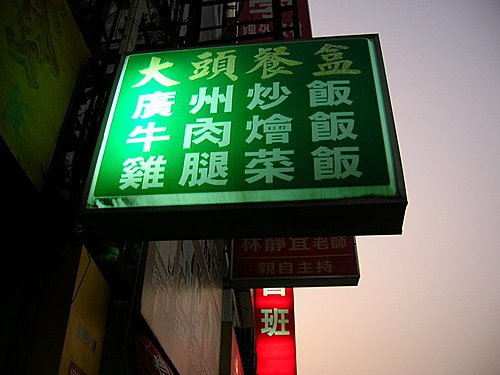 大頭餐盒
廣州炒飯
牛肉燴飯
雞腿菜飯
林靜宜老師
親自主持
班